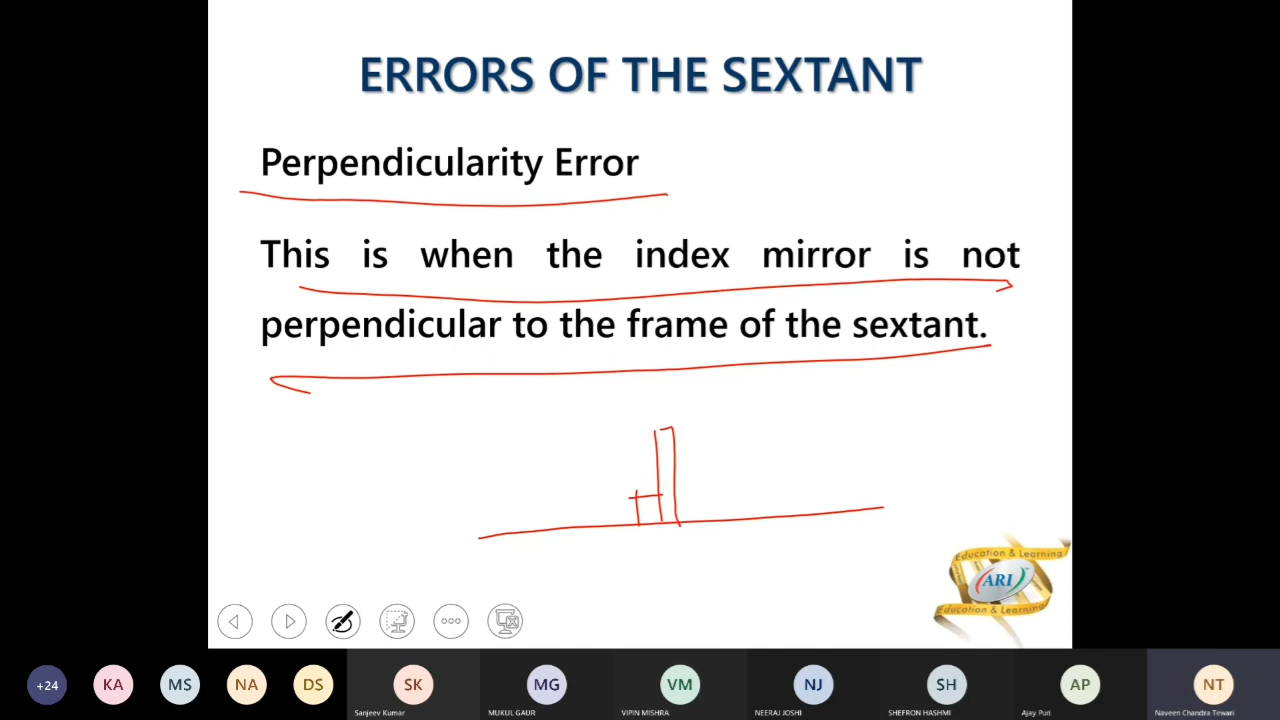 ERRORS OF THE SEXTANT
Perpendicularity Error
This is when the index mirror is not
perpendicular to the frame of the sextant.
Education & Learning
ARI
Education & Learning
+24
KA
MS
NA
DS
SK
MG
VM
NJ
SH
AP
NT
Sanjeev Kumar
MUKUL GAUR
VIPIN MISHRA
NEERAJ JOSHI
SHEFRON HASHMI
Ajay Puri
Naveen Chandra Tewari